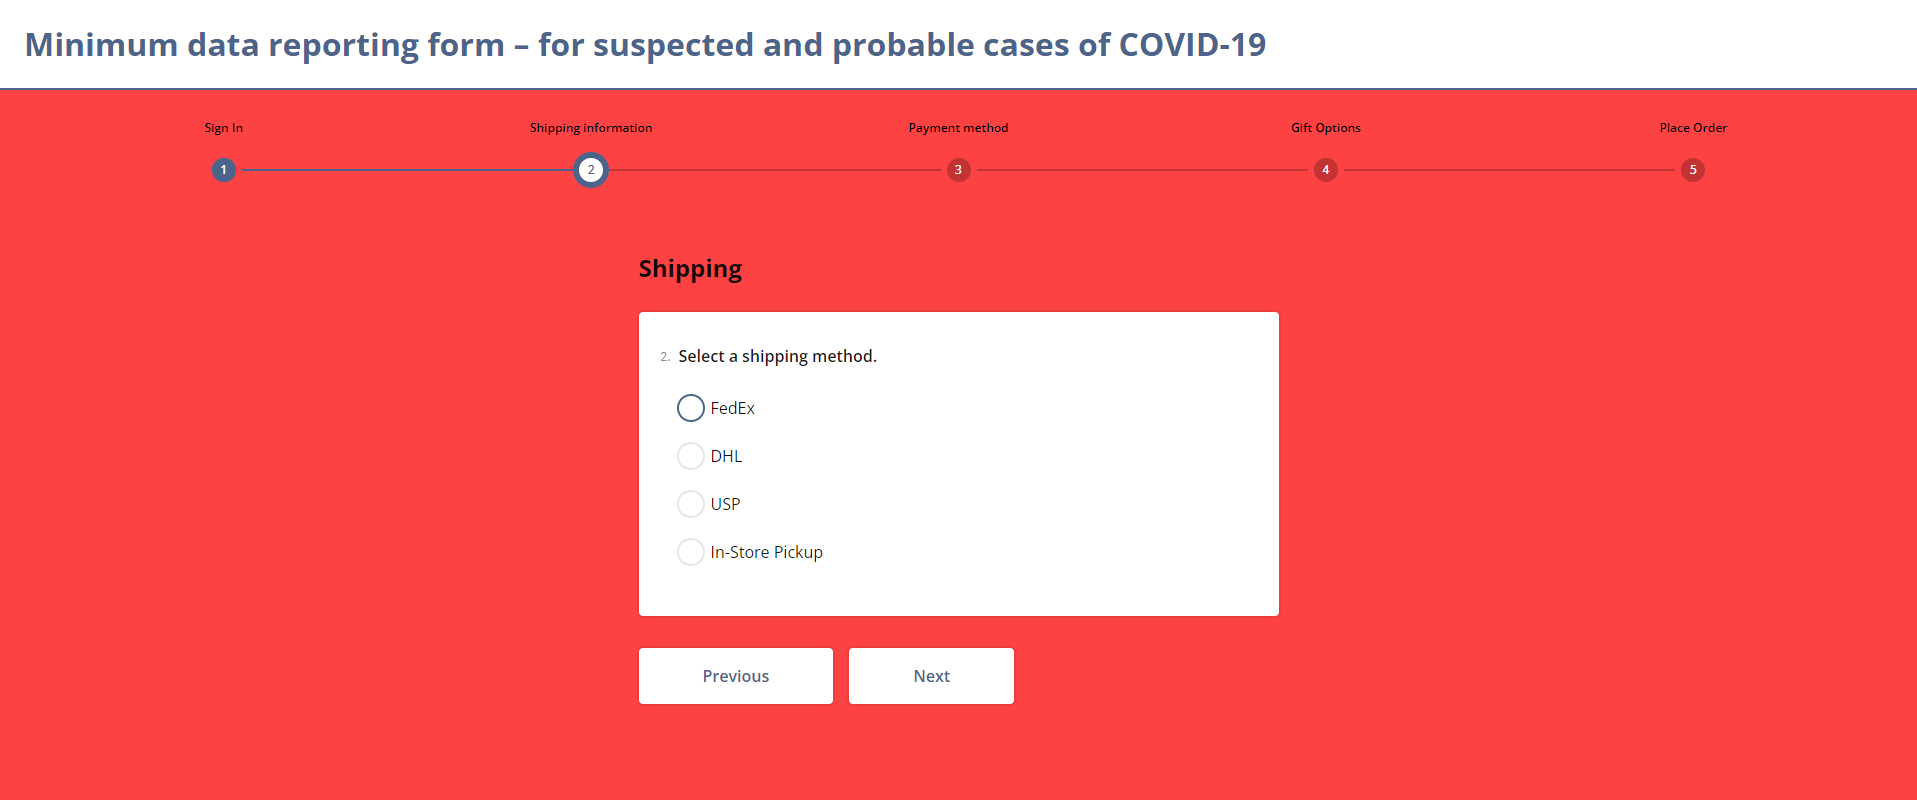 Minimum data reporting form – for suspected and probable cases of COVID-19
Sign In
Shipping information
Payment method
Gift Options
Place Order
1
2
3
4
5
Shipping
2. Select a shipping method.
FedEx
DHL
USP
In-Store Pickup
Previous
Next